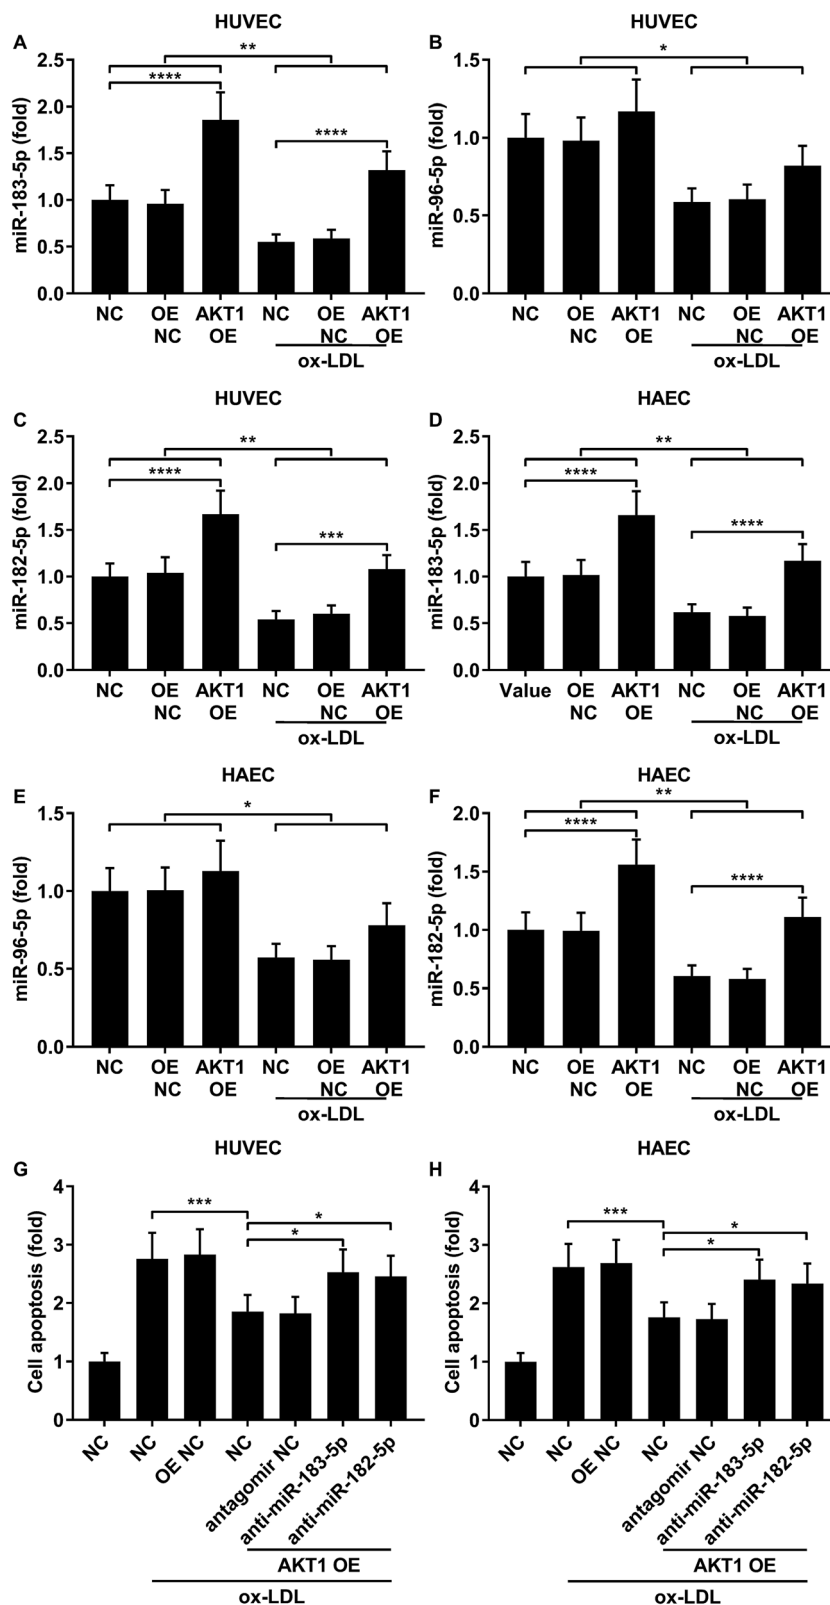 HUVEC
A
miR-183-5p (fold)
2.5
2.0
1.5
1.0
0.5
0.0
**
****
****
NC
OE
NC
AKT1
OE
NC
OE
NC
AKT1
OE
ox-LDL
HUVEC
B
miR-96-5p (fold)
1.5
1.0
0.5
0.0
*
NC
OE
NC
AKT1
OE
NC
OE
NC
AKT1
OE
ox-LDL
HUVEC
C
miR-182-5p (fold)
2.5
2.0
1.5
1.0
0.5
0.0
**
****
***
NC
OE
NC
AKT1
OE
NC
OE
NC
AKT1
OE
ox-LDL
HAEC
D
miR-183-5p (fold)
2.5
2.0
1.5
1.0
0.5
0.0
**
****
****
Value
OE
NC
AKT1
OE
NC
OE
NC
AKT1
OE
ox-LDL
HAEC
E
miR-96-5p (fold)
1.5
1.0
0.5
0.0
*
NC
OE
NC
AKT1
OE
NC
OE
NC
AKT1
OE
ox-LDL
HAEC
F
miR-182-5p (fold)
2.0
1.5
1.0
0.5
0.0
**
****
****
NC
OE
NC
AKT1
OE
NC
OE
NC
AKT1
OE
ox-LDL
HUVEC
G
Cell apoptosis (fold)
4
3
2
1
0
***
*
*
NC
NC
OE NC
NC
antagomir NC
anti-miR-183-5p
anti-miR-182-5p
AKT1 OE
ox-LDL
HAEC
H
Cell apoptosis (fold)
4
3
2
1
0
***
*
*
NC
NC
OE NC
NC
antagomir NC
anti-miR-183-5p
anti-miR-182-5p
AKT1 OE
ox-LDL